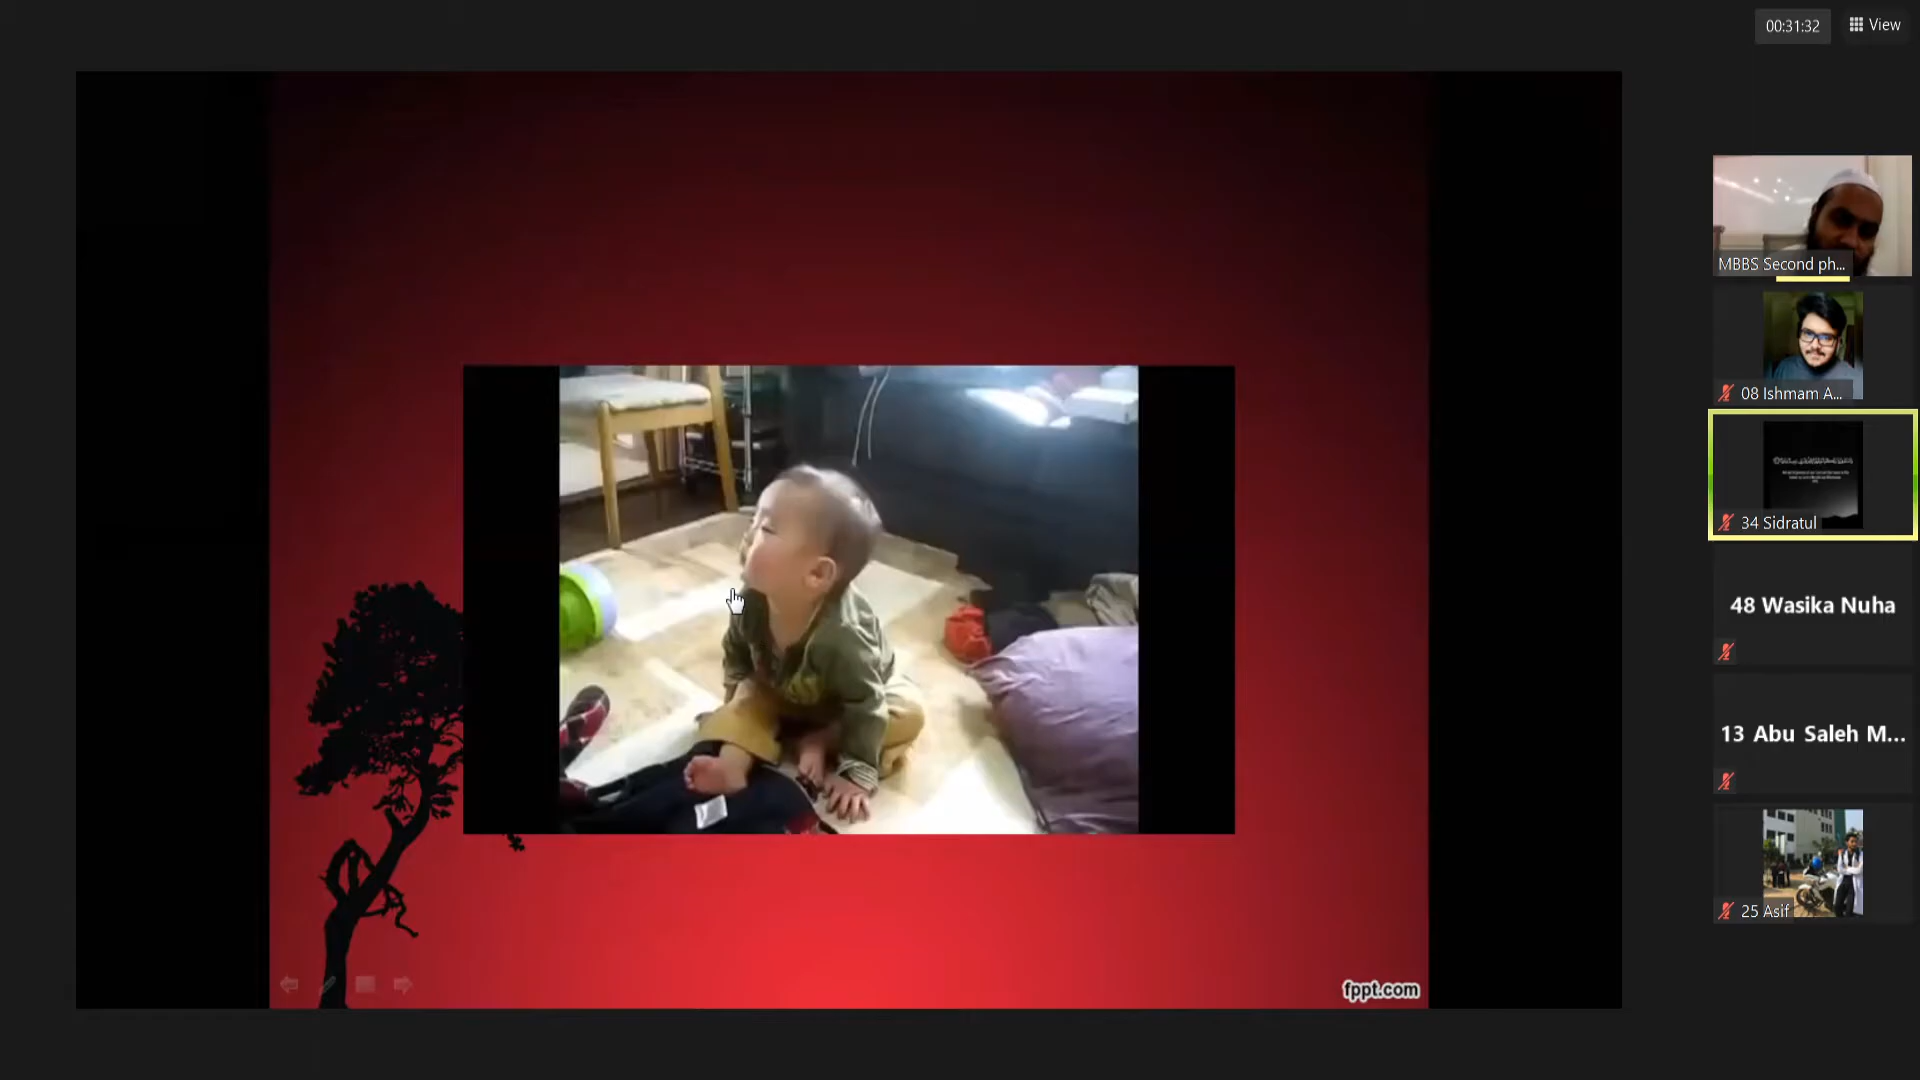 00:31:32
View
MBBS Second ph...
08 Ishmam A...
34 Sidratul
48 Wasika Nuha
13 Abu Saleh M...
25 Asif
fppt.com